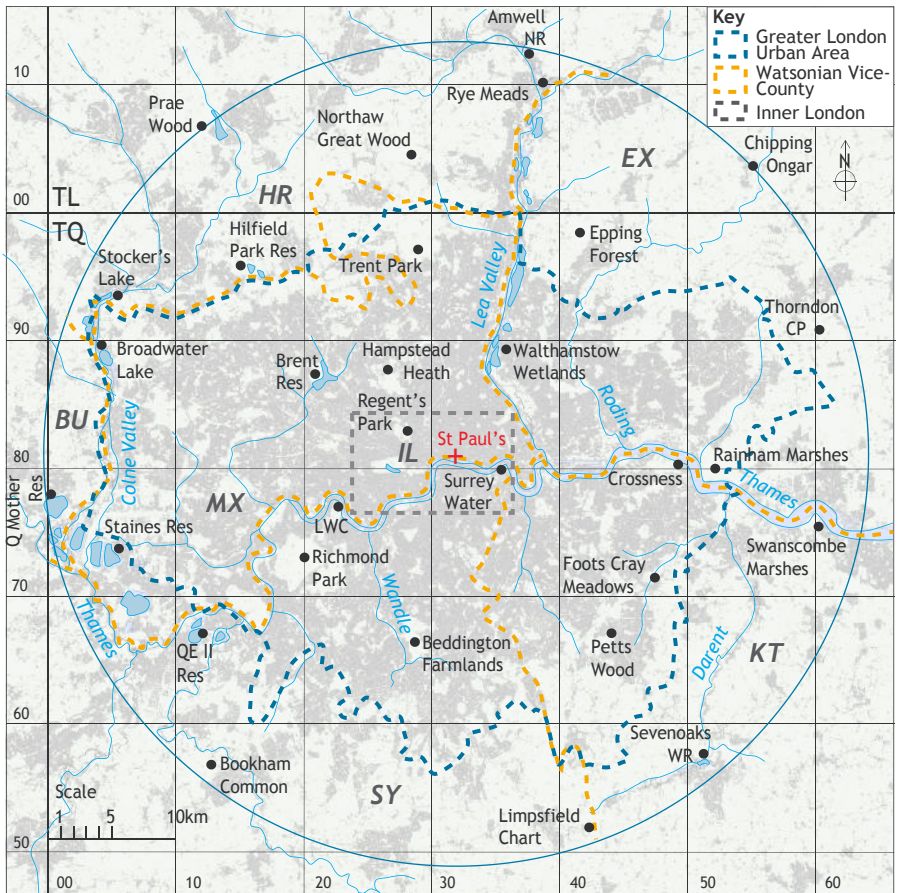 Amwell
NR
Key
Greater London
Urban Area
Watsonian Vice-
County
Inner London
10
Rye Meads
Prae
Wood
Northaw
Great Wood
EX
Chipping
Ongar
N
HR
TL
00
TQ
Hilfield
Park Res
Stocker's
Lake
Trent Park
Epping
Forest
Lea Valley
Thorndon
CP
90
Broadwater
Lake
Brent
Res
Hampstead
Heath
Walthamstow
Wetlands
Regent's
Park
Roding
BU
Colne Valley
IL
St Paul's
80
Q Mother
Res
Surrey
Water
Crossness
Rainham Marshes
Thames
MX
LWC
Staines Res
Richmond
Park
Foots Cray
Meadows
Swanscombe
Marshes
70
Thames
Wandle
QE II
Res
Beddington
Farmlands
Petts
Wood
Darent
KT
60
Sevenoaks
WR
Bookham
Common
Scale
1 5 10km
SY
Limpsfield
Chart
50
00 10 20 30 40 50 60